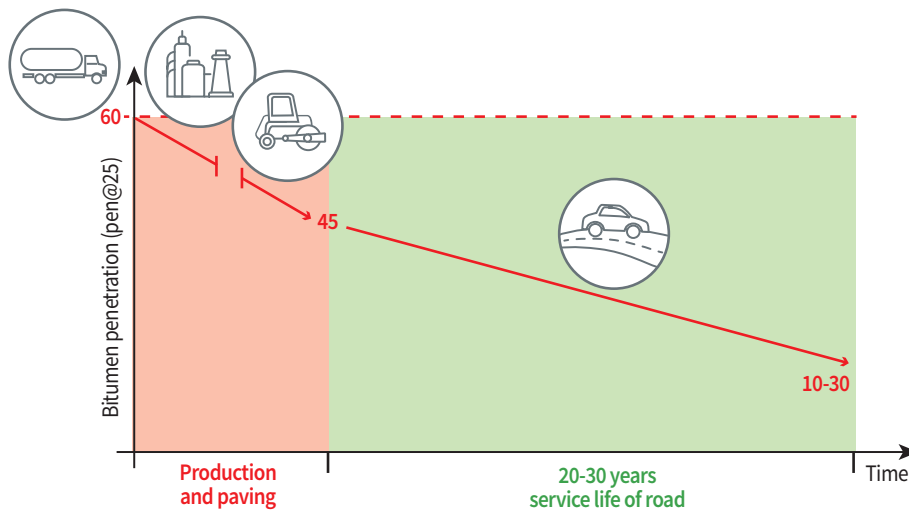 60
Bitumen penetration (pen@25)
45
10-30
Time
Production
and paving
20-30 years
service life of road